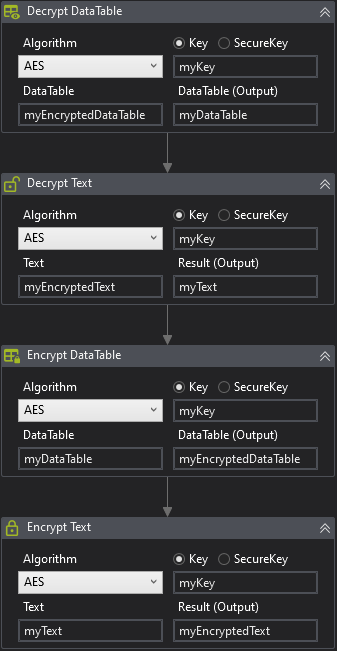 Decrypt DataTable
Algorithm Key SecureKey
AES myKey
DataTable DataTable (Output)
myEncryptedDataTable myDataTable
Decrypt Text
Algorithm Key SecureKey
AES myKey
Text Result (Output)
myEncryptedText myText
Encrypt DataTable
Algorithm Key SecureKey
AES myKey
DataTable DataTable (Output)
myDataTable myEncryptedDataTable
Encrypt Text
Algorithm Key SecureKey
AES myKey
Text Result (Output)
myText myEncryptedText